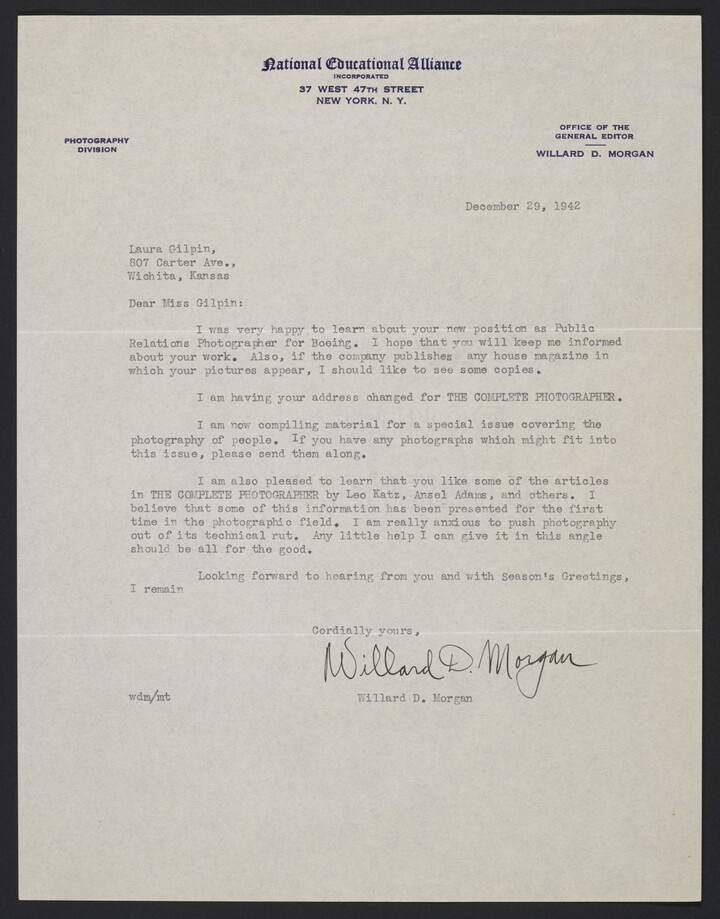 National Educational Alliance
INCORPORATED
37 WEST 47TH STREET
NEW YORK, N. Y.
PHOTOGRAPHY
DIVISION
OFFICE OF THE
GENERAL EDITOR
WILLARD D. MORGAN
December 29, 1942
Laura Gilpin,
807 Carter Ave.,
Wichita, Kansas
Dear Miss Gilpin:
I was very happy to learn about your new position as Public
Relations Photographer for Boeing. I hope that you will keep me informed
about your work. Also, if the company publishes any house magazine in
which your pictures appear, I should like to see some copies.
I am having your address changed for THE COMPLETE PHOTOGRAPHER.
I am now compiling material for a special issue covering the
photography of people. If you have any photographs which might fit into
this issue, please send them along.
I am also pleased to learn that you like some of the articles
in THE COMPLETE PHOTOGRAPHER by Leo Katz, Ansel Adams, and others. I
believe that some of this information has been presented for the first
time in the photographic field. I am really anxious to push photography
out of its technical rut. Any little help I can give it in this angle
should be all for the good.
Looking forward to hearing from you and with Season's Greetings,
I remain
Cordially yours,
Willard D. Morgan
wdm/mt
Willard D. Morgan